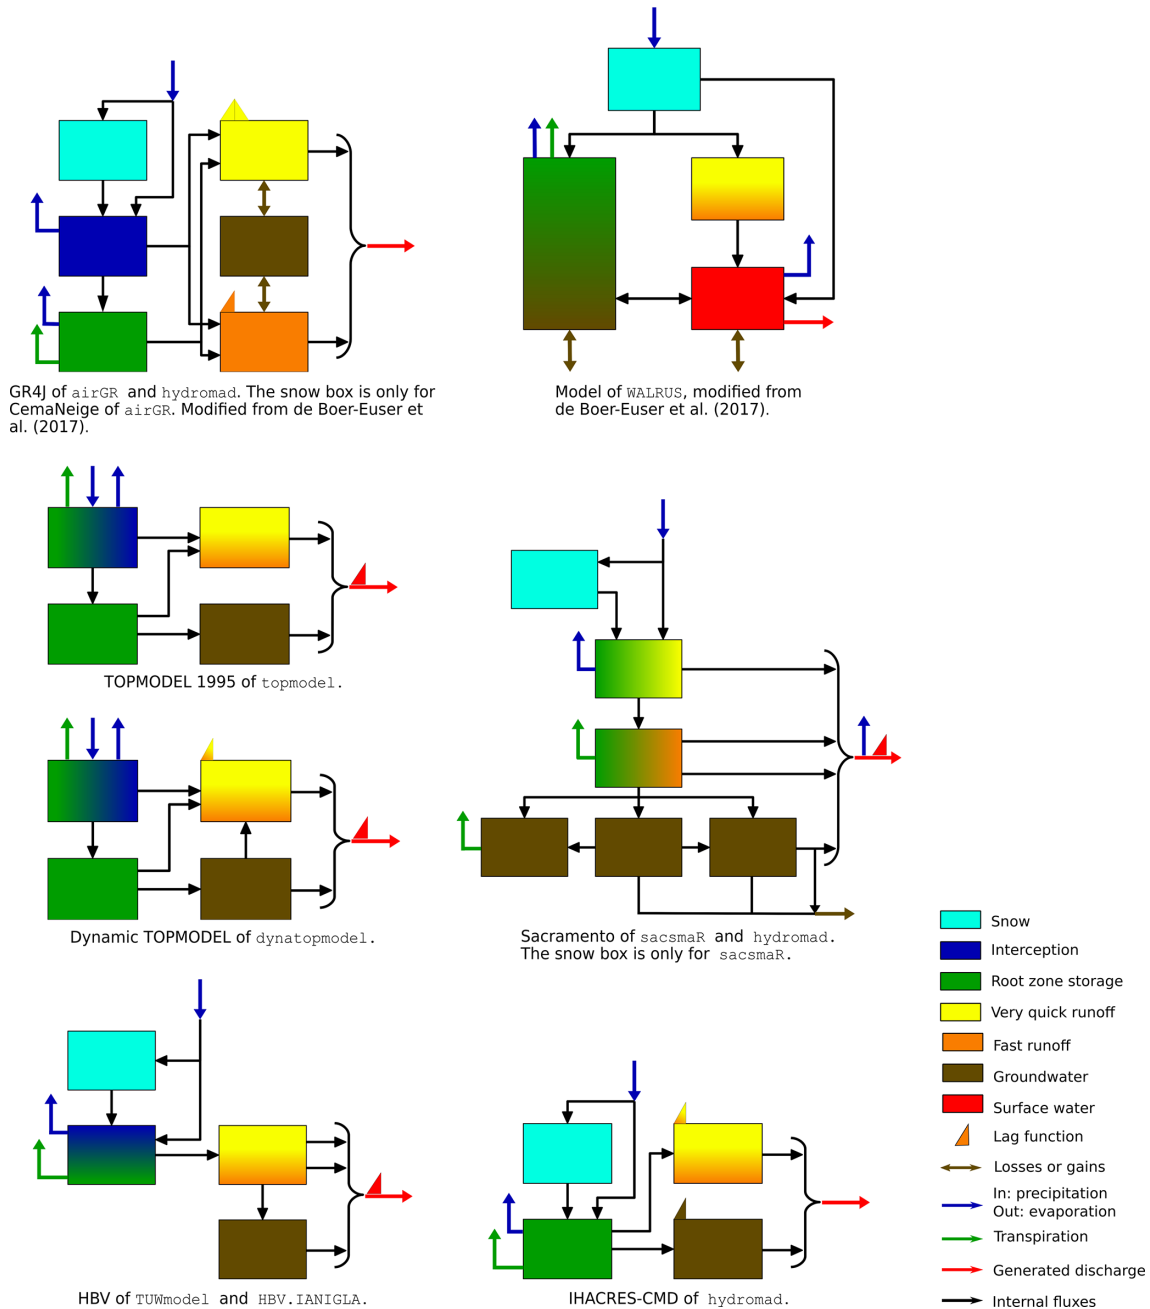 GR4J of airGR and hydromad. The snow box is only for
CemaNeige of airGR. Modified from de Boer-Euser et
al. (2017).
Model of WALRUS, modified from
de Boer-Euser et al. (2017).
TOPMODEL 1995 of topmodel.
Dynamic TOPMODEL of dynatopmodel.
Sacramento of sacsmaR and hydromad.
The snow box is only for sacsmaR.
HBV of TUWmodel and HBV.IANIGLA.
IHACRES-CMD of hydromad.
Snow
Interception
Root zone storage
Very quick runoff
Fast runoff
Groundwater
Surface water
Lag function
Losses or gains
In: precipitation
Out: evaporation
Transpiration
Generated discharge
Internal fluxes